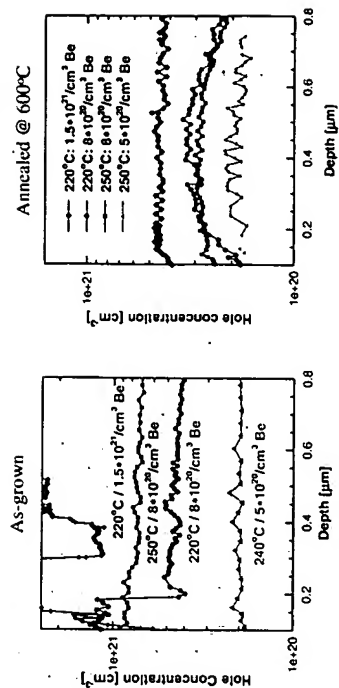 As-grown
1e+21
1e+20
Hole Concentration [cm⁻³]
220°C / 1.5•10²¹/cm³ Be
250°C / 8•10²⁰/cm³ Be
220°C / 8•10²⁰/cm³ Be
240°C / 5•10²⁰/cm³ Be
0.2
0.4
0.6
0.8
Depth [µm]
Annealed @ 600°C
1e+21
1e+20
Hole concentration [cm⁻³]
220°C: 1.5•10²¹/cm³ Be
220°C: 8•10²⁰/cm³ Be
250°C: 8•10²⁰/cm³ Be
250°C: 5•10²⁰/cm³ Be
0.2
0.4
0.6
0.8
Depth [µm]